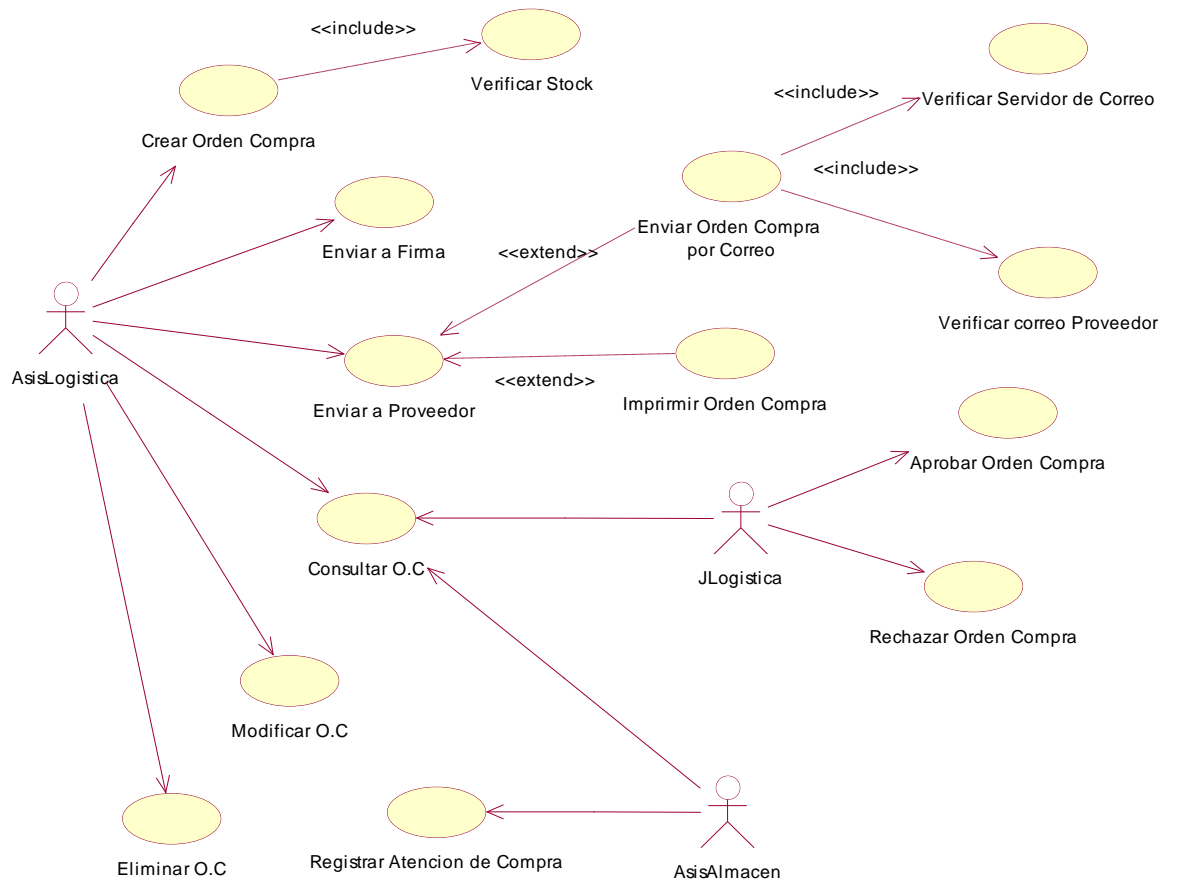 <<include>>
Verificar Stock
Crear Orden Compra
<<include>>
Verificar Servidor de Correo
<<include>>
Enviar a Firma
Enviar Orden Compra
por Correo
<<extend>>
Verificar correo Proveedor
AsisLogistica
<<extend>>
Enviar a Proveedor
Imprirmir Orden Compra
Aprobar Orden Compra
Consultar O.C
JLogistica
Rechazar Orden Compra
Modificar O.C
Eliminar O.C
Registrar Atencion de Compra
AsisAlmacen